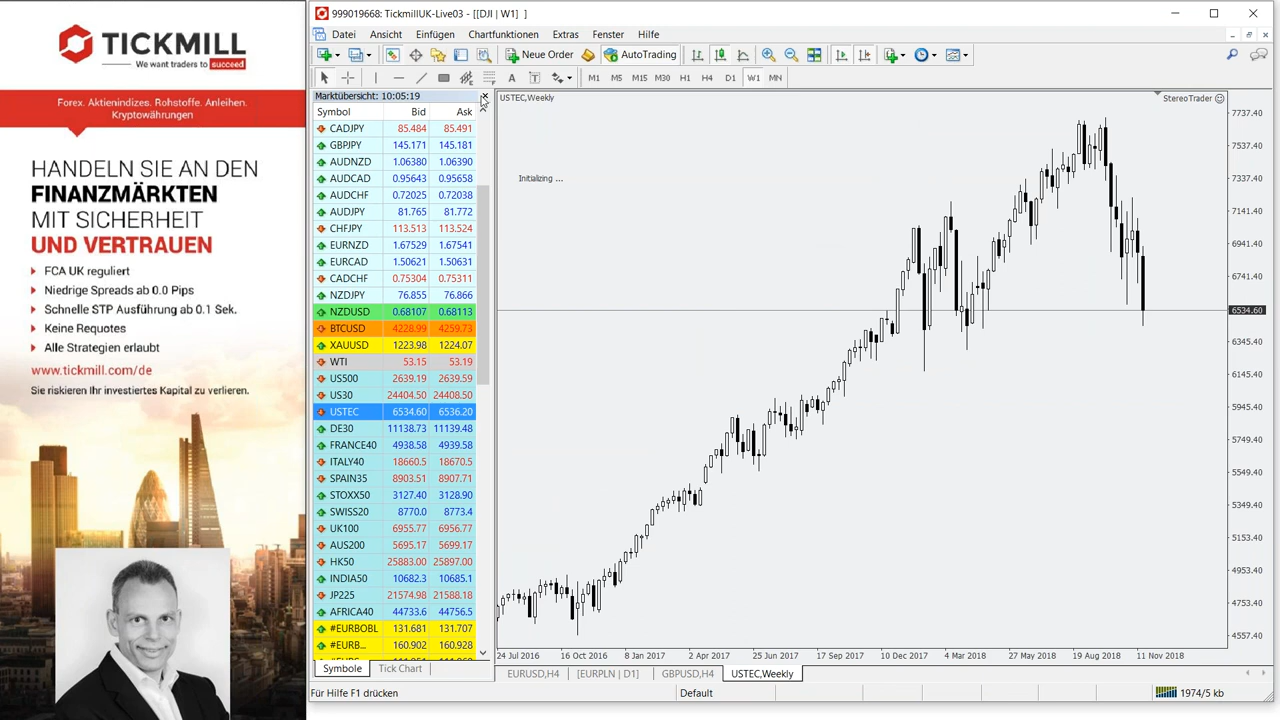 TICKMILL
We want traders to succeed
Forex. Aktienindizes. Rohstoffe. Anleihen.
Kryptowährungen
HANDELN SIE AN DEN
FINANZMÄRKTEN
MIT SICHERHEIT
UND VERTRAUEN
FCA UK reguliert
Niedrige Spreads ab 0.0 Pips
Schnelle STP Ausführung ab 0.1 Sek.
Keine Requotes
Alle Strategien erlaubt
www.tickmill.com/de
Sie riskieren Ihr investiertes Kapital zu verlieren.
999019668: TickmillUK-Live03 - [[DJI | W1] ]
Datei Ansicht Einfügen Chartfunktionen Extras Fenster Hilfe
New Order AutoTrading
A T M1 M5 M15 M30 H1 H4 D1 W1 MN
Marktübersicht: 10:05:19
Symbol Bid Ask
CADJPY 85.484 85.491
GBPJPY 145.171 145.181
AUDNZD 1.06380 1.06390
AUDCAD 0.95643 0.95658
AUDCHF 0.72025 0.72038
AUDJPY 81.765 81.772
CHFJPY 113.513 113.524
EURNZD 1.67529 1.67541
EURCAD 1.50621 1.50631
CADCHF 0.75304 0.75311
NZDJPY 76.855 76.866
NZDUSD 0.68107 0.68113
BTCUSD 4228.99 4259.73
XAUUSD 1223.98 1224.07
WTI 53.15 53.19
US500 2639.19 2639.59
US30 24404.50 24408.50
USTEC 6534.60 6536.20
DE30 11138.73 11139.48
FRANCE40 4938.58 4939.58
ITALY40 18660.5 18670.5
SPAIN35 8903.51 8907.71
STOXX50 3127.40 3128.90
SWISS20 8770.0 8773.4
UK100 6955.77 6956.77
AUS200 5695.17 5699.17
HK50 25883.00 25897.00
INDIA50 10682.3 10685.1
JP225 21574.98 21588.18
AFRICA40 44733.6 44756.5
#EURBOBL 131.681 131.707
#EURB... 160.902 160.928
Symbole Tick Chart
USTEC,Weekly
StereoTrader
Initializing ...
7737.40
7537.40
7337.40
7141.40
6941.40
6741.40
6534.60
6345.40
6145.40
5945.40
5749.40
5549.40
5349.40
5153.40
4953.40
4753.40
4557.40
24 Jul 2016 16 Oct 2016 8 Jan 2017 2 Apr 2017 25 Jun 2017 17 Sep 2017 10 Dec 2017 4 Mar 2018 27 May 2018 19 Aug 2018 11 Nov 2018
EURUSD,H4 [EURPLN | D1] GBPUSD,H4 USTEC,Weekly
Für Hilfe F1 drücken Default 1974/5 kb